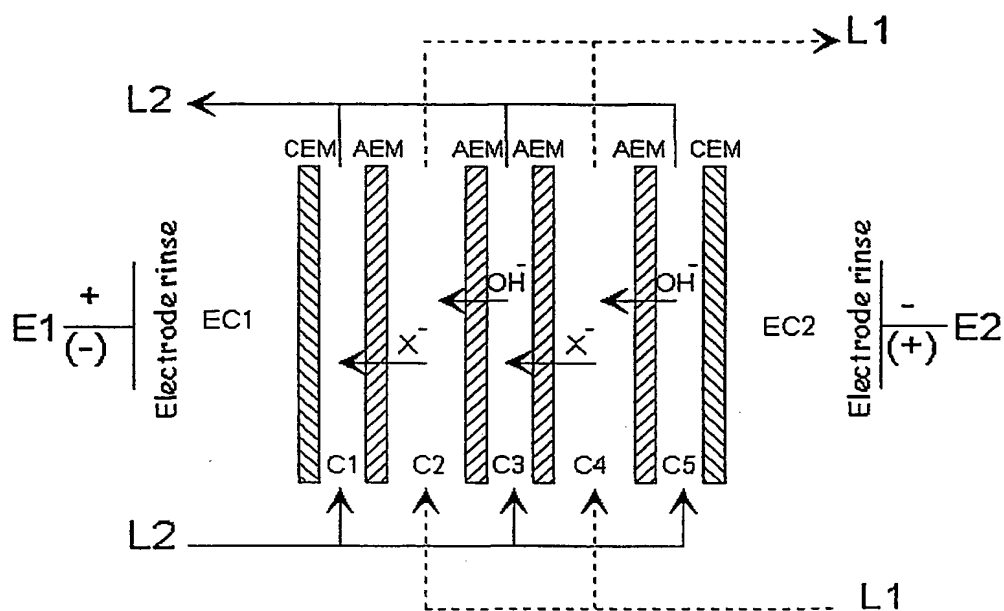 L1
L2
CEM AEM AEM AEM AEM CEM
OH⁻ OH⁻
Electrode rinse
Electrode rinse
+
-
E1
E2
(-)
(+)
EC1
EC2
X⁻ X⁻
C1 C2 C3 C4 C5
L2
L1